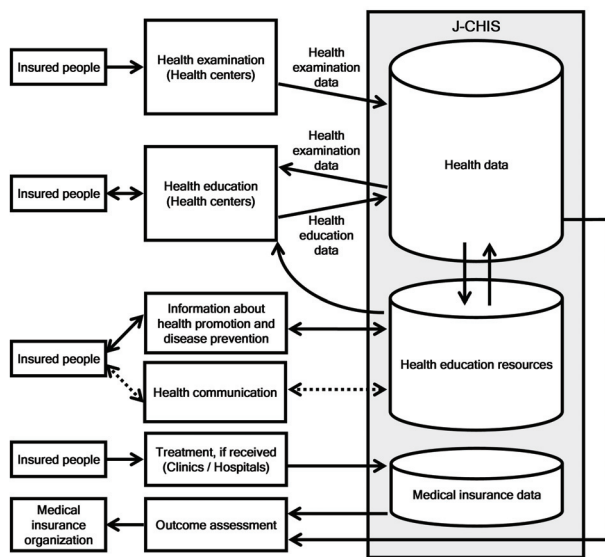 J-CHIS
Insured people
Health examination
(Health centers)
Health
examination
data
Health data
Insured people
Health education
(Health centers)
Health
examination
data
Health
education
data
Insured people
Information about
health promotion and
disease prevention
Health communication
Health education resources
Insured people
Treatment, if received
(Clinics / Hospitals)
Medical insurance data
Medical
insurance
organization
Outcome assessment